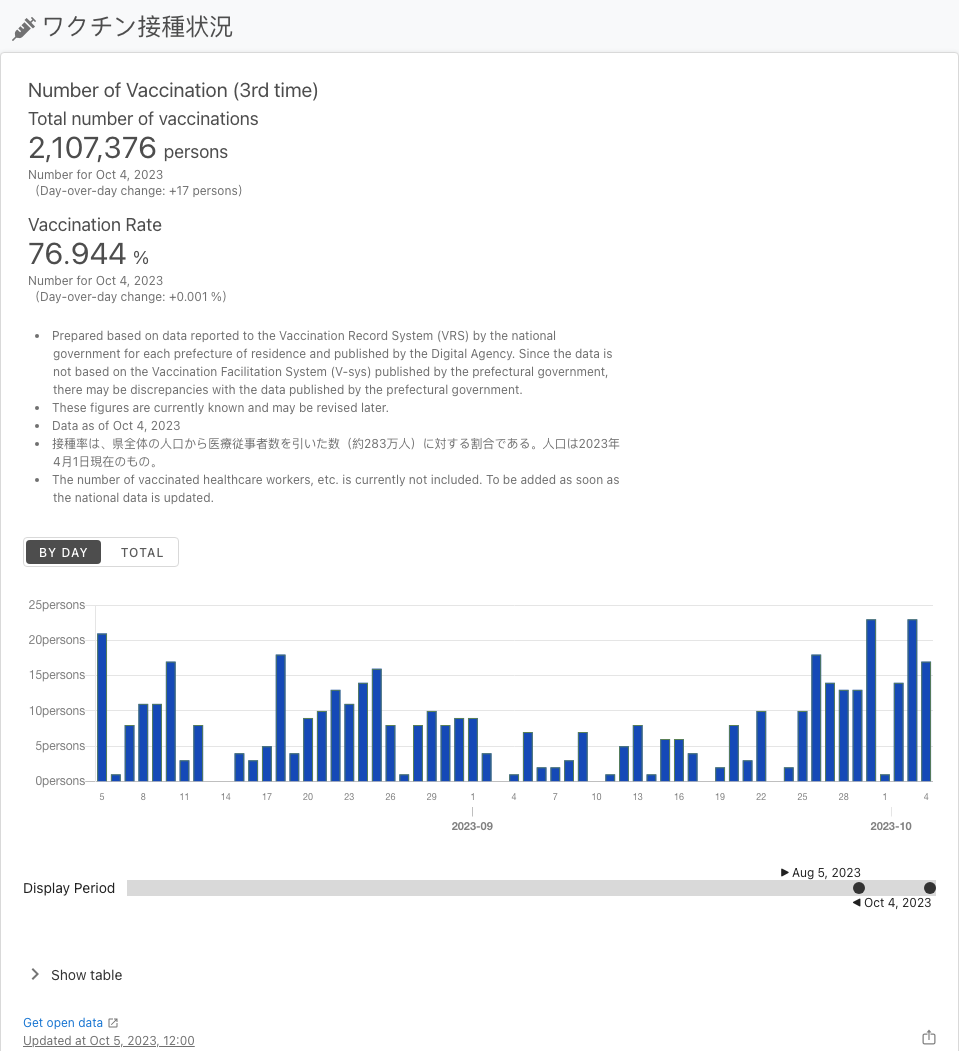 ワクチン接種状況
Number of Vaccination (3rd time)
Total number of vaccinations
2,107,376 persons
Number for Oct 4, 2023
(Day-over-day change: +17 persons)
Vaccination Rate
76.944 %
Number for Oct 4, 2023
(Day-over-day change: +0.001 %)
• Prepared based on data reported to the Vaccination Record System (VRS) by the national
government for each prefecture of residence and published by the Digital Agency. Since the data is
not based on the Vaccination Facilitation System (V-sys) published by the prefectural government,
there may be discrepancies with the data published by the prefectural government.
• These figures are currently known and may be revised later.
• Data as of Oct 4, 2023
• 接種率は、県全体の人口から医療従事者数を引いた数（約283万人）に対する割合である。人口は2023年
4月1日現在のもの。
• The number of vaccinated healthcare workers, etc. is currently not included. To be added as soon as
the national data is updated.
BY DAY TOTAL
25persons
20persons
15persons
10persons
5persons
0persons
5 8 11 14 17 20 23 26 29 1 4 7 10 13 16 19 22 25 28 1 4
2023-09 2023-10
Aug 5, 2023
Display Period
Oct 4, 2023
Show table
Get open data
Updated at Oct 5, 2023, 12:00